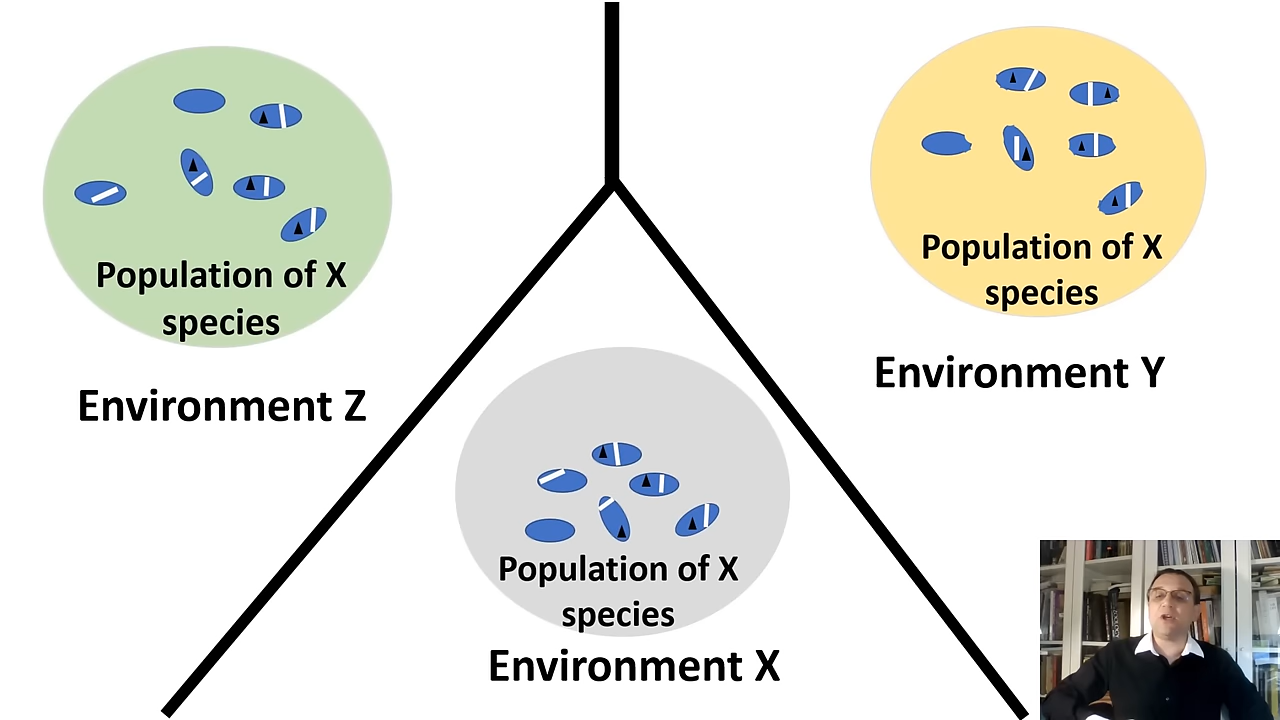 Population of X
species
Environment Z
Population of X
species
Environment Y
Population of X
species
Environment X